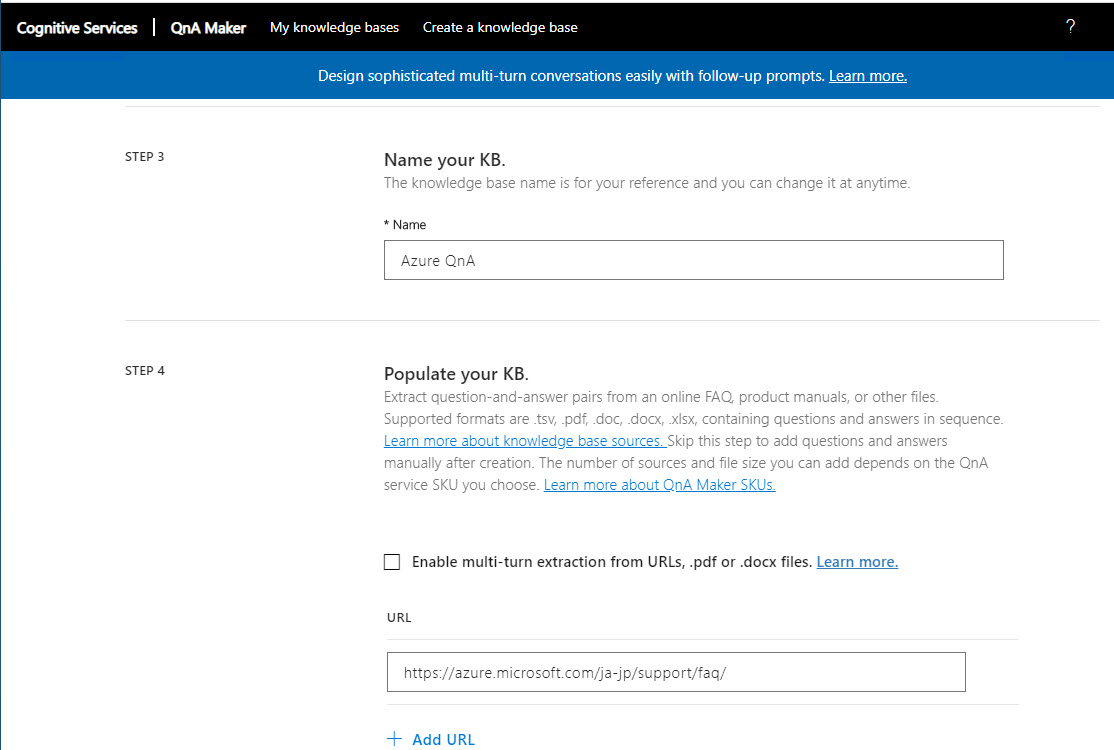 Cognitive Services | QnA Maker My knowledge bases Create a knowledge base ?
Design sophisticated multi-turn conversations easily with follow-up prompts. Learn more.
STEP 3
Name your KB.
The knowledge base name is for your reference and you can change it at anytime.
* Name
Azure QnA
STEP 4
Populate your KB.
Extract question-and-answer pairs from an online FAQ, product manuals, or other files.
Supported formats are .tsv, .pdf, .doc, .docx, .xlsx, containing questions and answers in sequence.
Learn more about knowledge base sources. Skip this step to add questions and answers
manually after creation. The number of sources and file size you can add depends on the QnA
service SKU you choose. Learn more about QnA Maker SKUs.
Enable multi-turn extraction from URLs, .pdf or .docx files. Learn more.
URL
https://azure.microsoft.com/ja-jp/support/faq/
+ Add URL